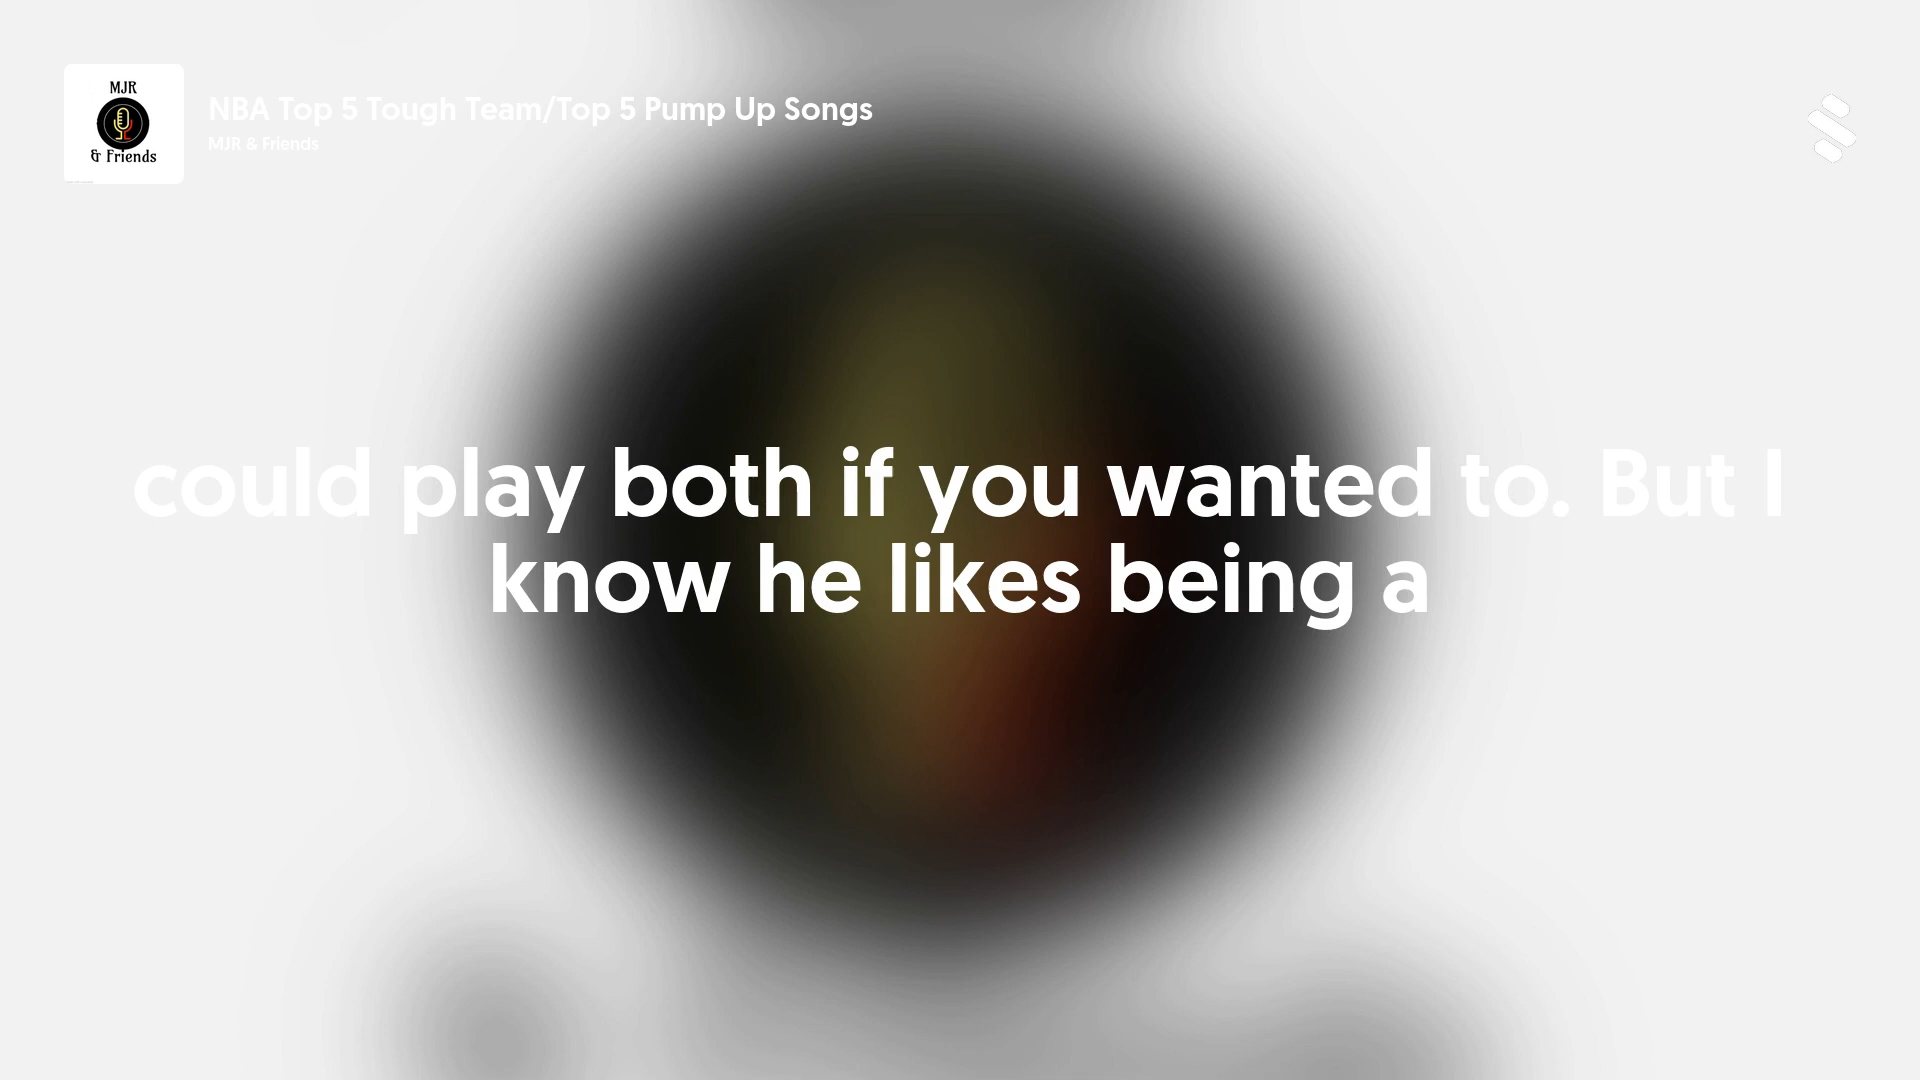 MJR
& Friends
NBA Top 5 Tough Team/Top 5 Pump Up Songs
MJR & Friends
could play both if you wanted to. But I
know he likes being a